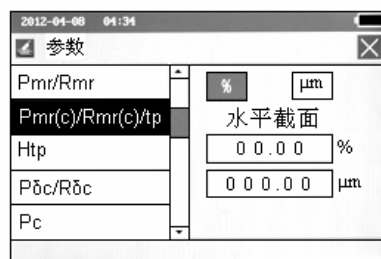 2012-04-08 04:34
参数
Pmr/Rmr
Pmr(c)/Rmr(c)/tp
Htp
Pδc/Rδc
Pc
% μm
水平截面
00.00 %
000.00 μm